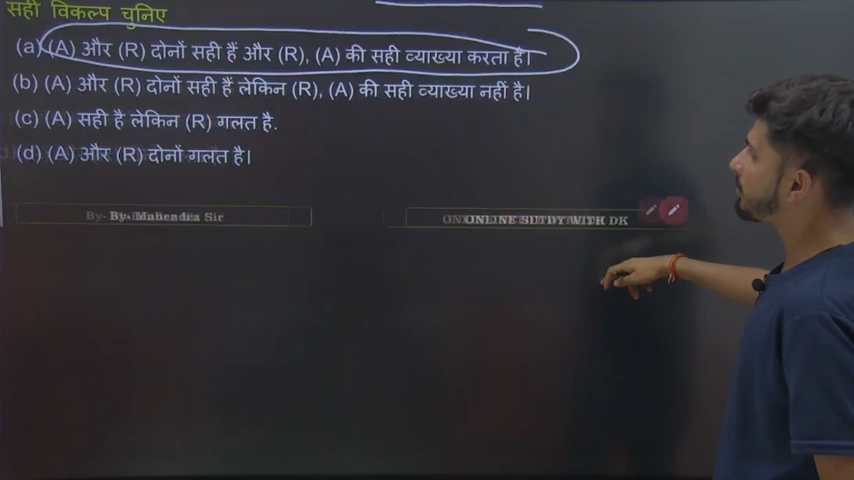 सही विकल्प चुनिए
(a) (A) और (R) दोनों सही हैं और (R), (A) की सही व्याख्या करता है।
(b) (A) और (R) दोनों सही हैं लेकिन (R), (A) की सही व्याख्या नहीं है।
(c) (A) सही है लेकिन (R) गलत है.
(d) (A) और (R) दोनों गलत है।
By- Mahendra Sir
ONLINE SUTDY WITH DK